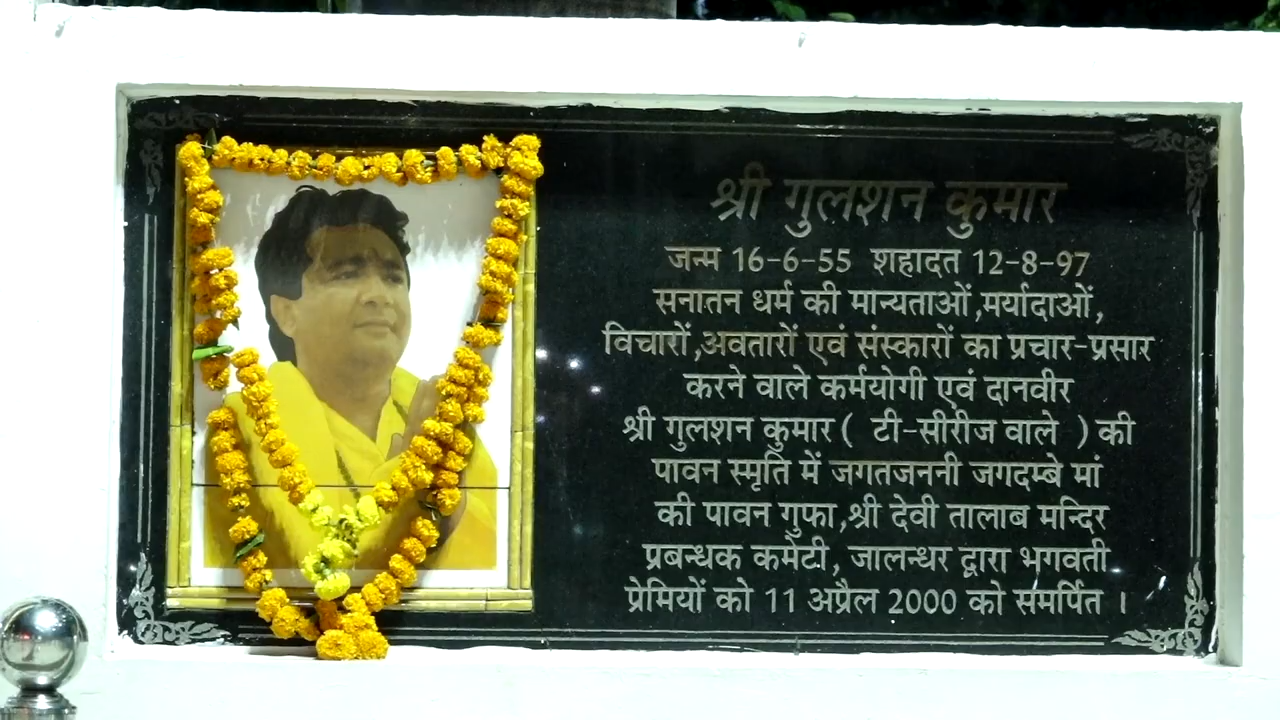 श्री गुलशन कुमार
जन्म 16-6-55 शहादत 12-8-97
सनातन धर्म की मान्यताओं,मर्यादाओं,
विचारों,अवतारों एवं संस्कारों का प्रचार-प्रसार
करने वाले कर्मयोगी एवं दानवीर
श्री गुलशन कुमार ( टी-सीरीज वाले ) की
पावन स्मृति में जगतजननी जगदम्बे मां
की पावन गुफा,श्री देवी तालाब मन्दिर
प्रबन्धक कमेटी, जालन्धर द्वारा भगवती
प्रेमियों को 11 अप्रैल 2000 को समर्पित ।